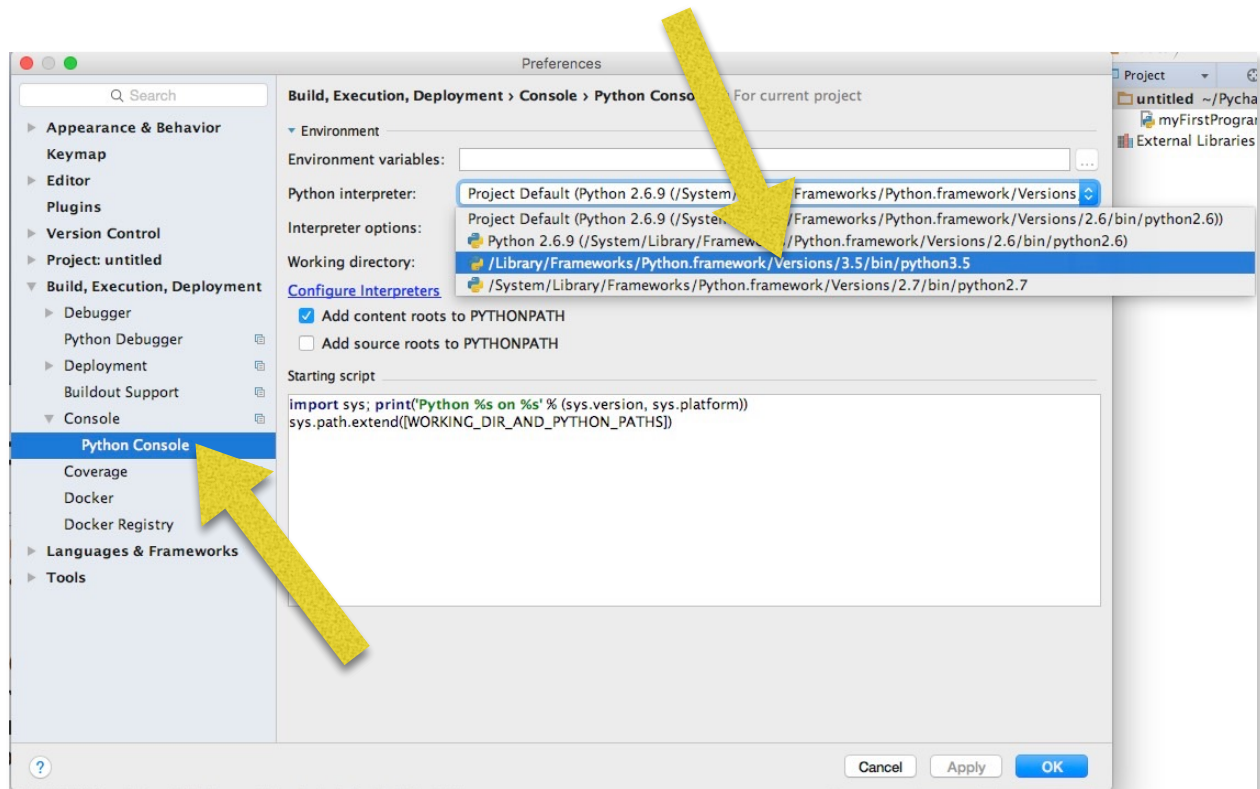 Preferences
Search
Appearance & Behavior
Keymap
Editor
Plugins
Version Control
Project: untitled
Build, Execution, Deployment
Debugger
Python Debugger
Deployment
Buildout Support
Console
Python Console
Coverage
Docker
Docker Registry
Languages & Frameworks
Tools
Build, Execution, Deployment › Console › Python For current project
Environment
Environment variables:
...
Python interpreter: Project Default (Python 2.6.9 (/System/ Frameworks/Python.framework/Versions
Project Default (Python 2.6.9 (/System /Frameworks/Python.framework/Versions/2.6/bin/python2.6))
Python 2.6.9 (/System/Library/Frameworks/Python.framework/Versions/2.6/bin/python2.6)
/Library/Frameworks/Python.framework/Versions/3.5/bin/python3.5
/System/Library/Frameworks/Python.framework/Versions/2.7/bin/python2.7
Interpreter options:
Working directory:
Configure Interpreters
Add content roots to PYTHONPATH
Add source roots to PYTHONPATH
Starting script
import sys; print('Python %s on %s' % (sys.version, sys.platform))
sys.path.extend([WORKING_DIR_AND_PYTHON_PATHS])
?
Cancel
Apply
OK
Project
untitled ~/Pycha
myFirstProgra
External Libraries